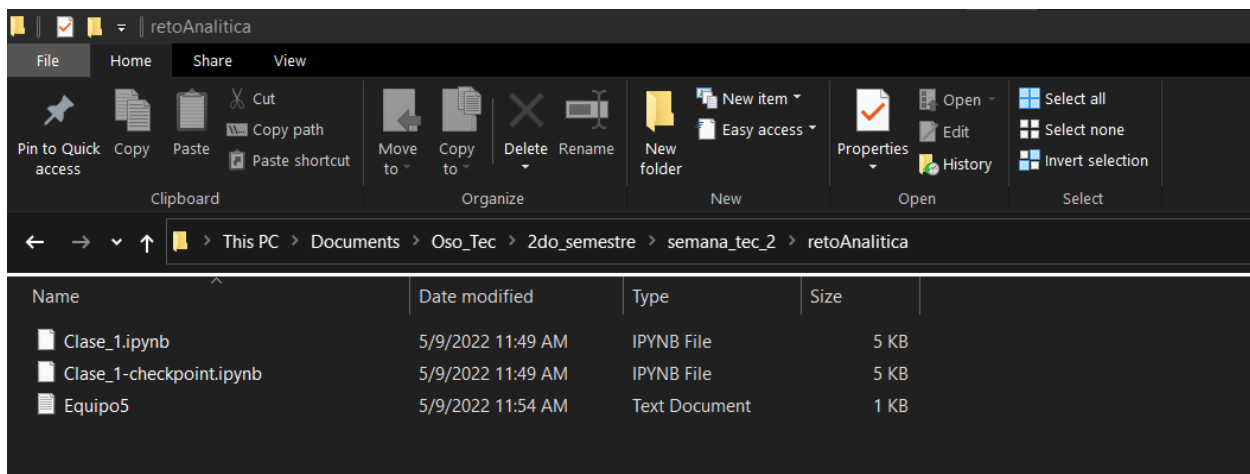 retoAnalitica
File Home Share View
Pin to Quick access
Copy
Paste
Cut
Copy path
Paste shortcut
Clipboard
Move to
Copy to
Delete
Rename
Organize
New folder
New item
Easy access
New
Properties
Open
Edit
History
Open
Select all
Select none
Invert selection
Select
This PC > Documents > Oso_Tec > 2do_semestre > semana_tec_2 > retoAnalitica
Name Date modified Type Size
Clase_1.ipynb 5/9/2022 11:49 AM IPYNB File 5 KB
Clase_1-checkpoint.ipynb 5/9/2022 11:49 AM IPYNB File 5 KB
Equipo5 5/9/2022 11:54 AM Text Document 1 KB